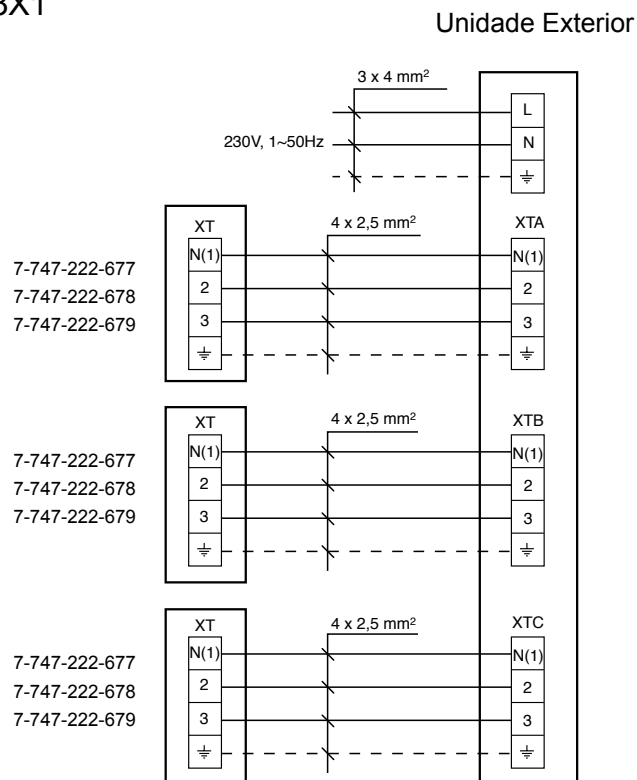 3X1
Unidade Exterior
3 x 4 mm²
L
230V, 1~50Hz
N
XT
4 x 2,5 mm²
XTA
7-747-222-677
7-747-222-678
7-747-222-679
N(1)
2
3
N(1)
2
3
XT
4 x 2,5 mm²
XTB
7-747-222-677
7-747-222-678
7-747-222-679
N(1)
2
3
N(1)
2
3
XT
4 x 2,5 mm²
XTC
7-747-222-677
7-747-222-678
7-747-222-679
N(1)
2
3
N(1)
2
3